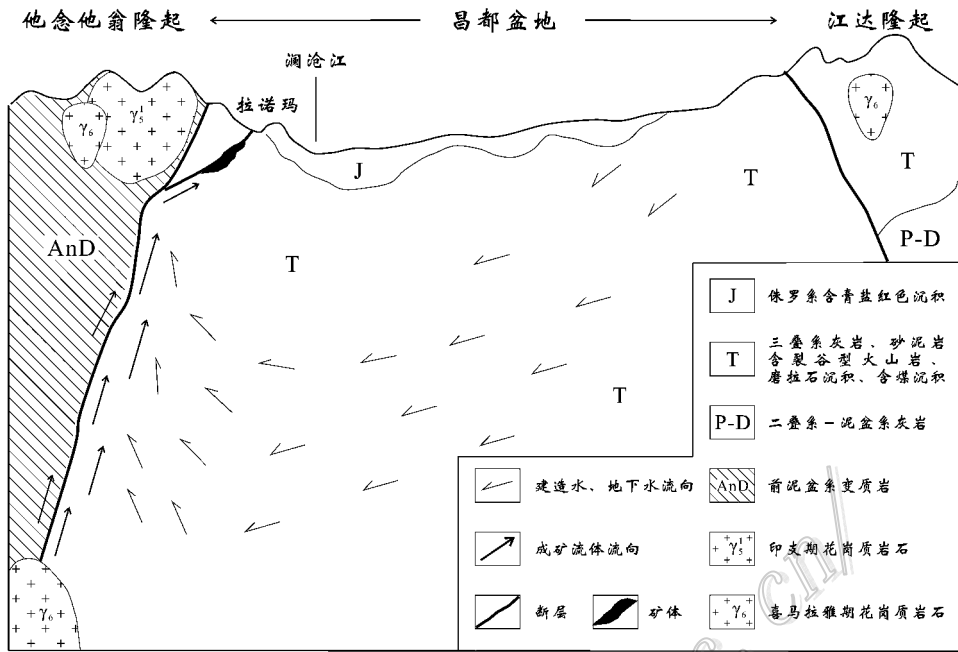 他念他翁隆起
昌都盆地
江达隆起
澜沧江
拉诺玛
γ₆
γ₅¹
γ₆
T
J
T
AnD
P-D
T
T
γ₆
J 侏罗系含膏盐红色沉积
T 三叠系灰岩、砂泥岩
含裂谷型火山岩、
磨拉石沉积、含煤沉积
P-D 二叠系-泥盆系灰岩
建造水、地下水流向
AnD 前泥盆系变质岩
成矿流体流向
γ₅¹ 印支期花岗质岩石
断层
矿体
γ₆ 喜马拉雅期花岗质岩石